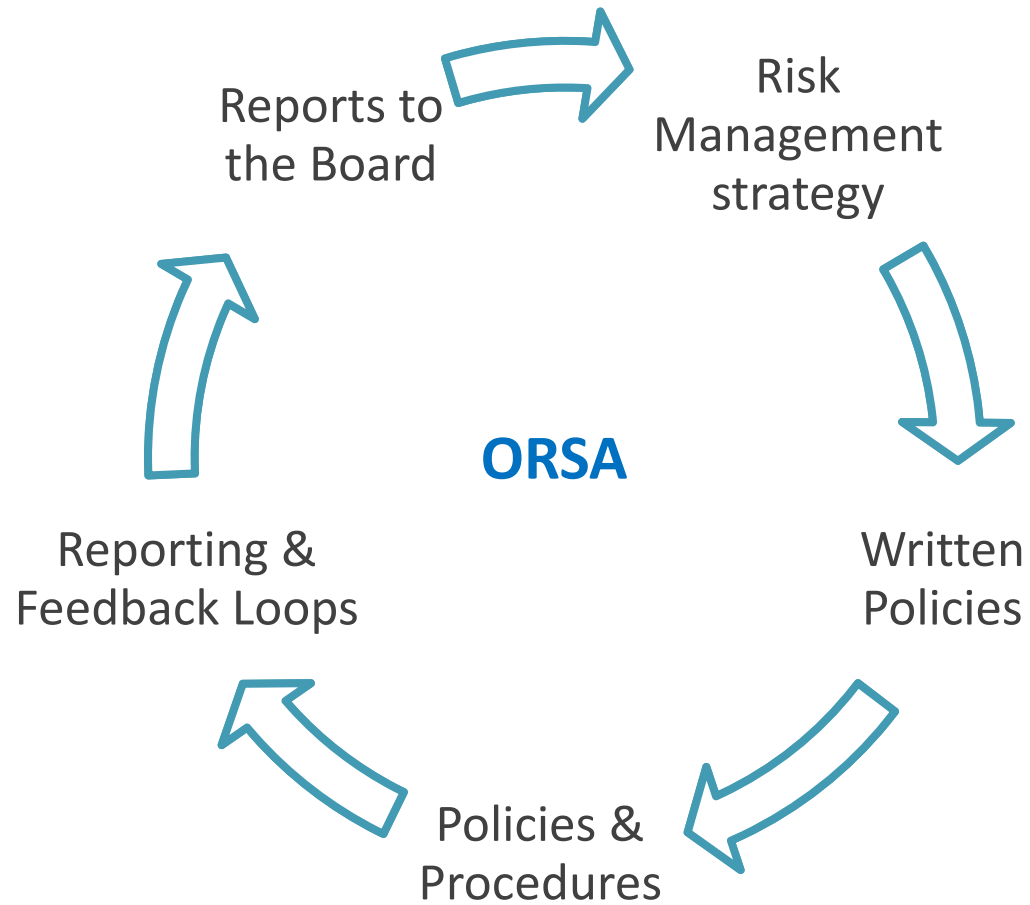 Reports to
the Board
Risk
Management
strategy
ORSA
Reporting &
Feedback Loops
Written
Policies
Policies &
Procedures